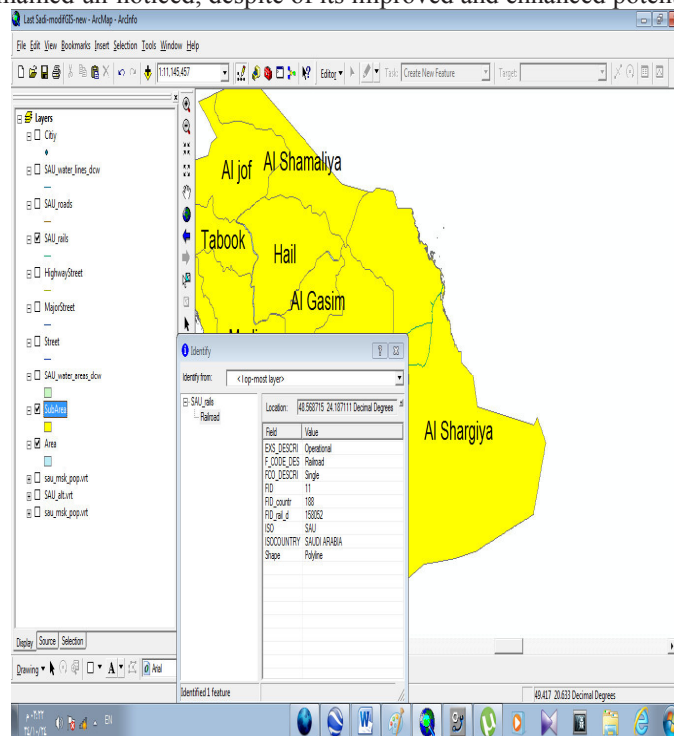 Last Sadi-modifGIS-new - ArcMap - ArcInfo
File Edit View Bookmarks Insert Selection Tools Window Help
1:11,145,457
Editor
Task: Create New Feature
Target:
Layers
Citiy
SAU_water_lines_dcw
SAU_roads
SAU_rails
HighwayStreet
MajorStreet
Street
SAU_water_areas_dcw
SubArea
Area
sau_msk_pop.vrt
SAU_alt.vrt
sau_msk_pop.vrt
Al jof
Al Shamaliya
Tabook
Hail
Al Gasim
Al Shargiya
Identify
Identify from: <Top-most layer>
SAU_rails
Railroad
Location: 48.568715 24.187111 Decimal Degrees
Field Value
EXS_DESCRI Operational
F_CODE_DES Railroad
FCO_DESCRI Single
FID 11
FID_countr 188
FID_rail_d 158052
ISO SAU
ISOCOUNTRY SAUDI ARABIA
Shape Polyline
Identified 1 feature
Display Source Selection
Drawing A Arial
49.417 20.633 Decimal Degrees
EN